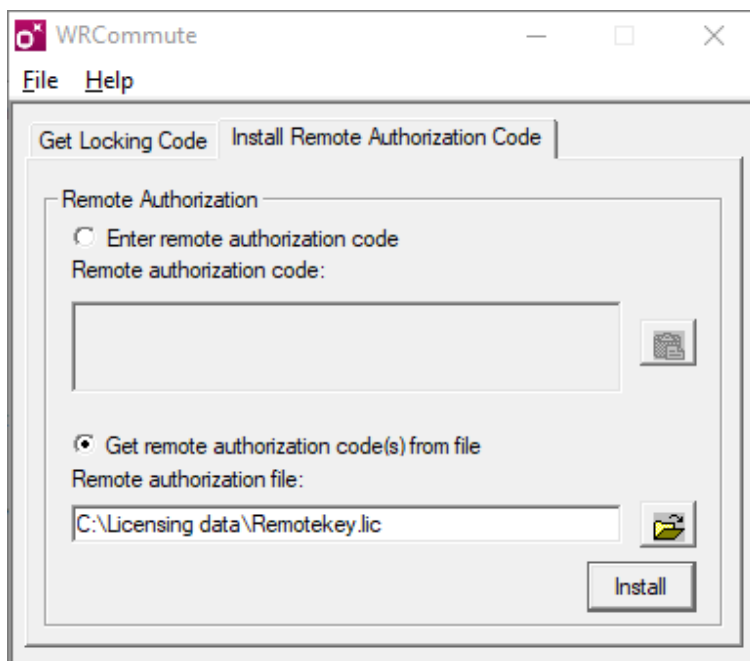 WRCommute
File Help
Get Locking Code Install Remote Authorization Code
Remote Authorization
Enter remote authorization code
Remote authorization code:
Get remote authorization code(s) from file
Remote authorization file:
C:\Licensing data\Remotekey.lic
Install